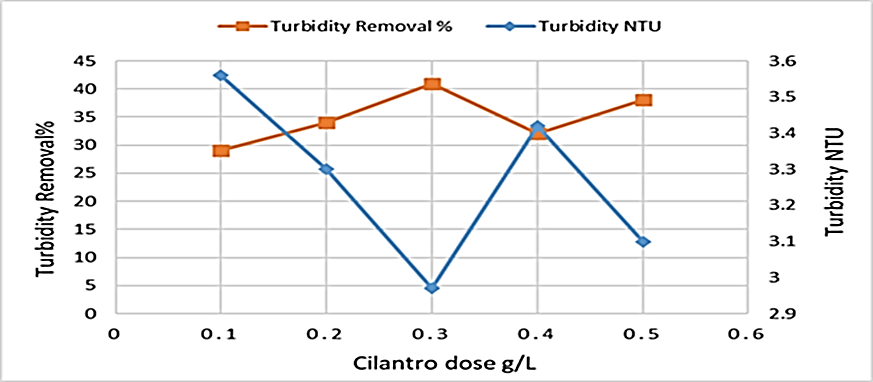 Turbidity Removal % Turbidity NTU
45 3.6
40 3.5
35 3.4
30 3.3
25 3.2
20 3.1
15 3
10 2.9
5
0
Turbidity Removal%
Turbidity NTU
0 0.1 0.2 0.3 0.4 0.5 0.6
Cilantro dose g/L